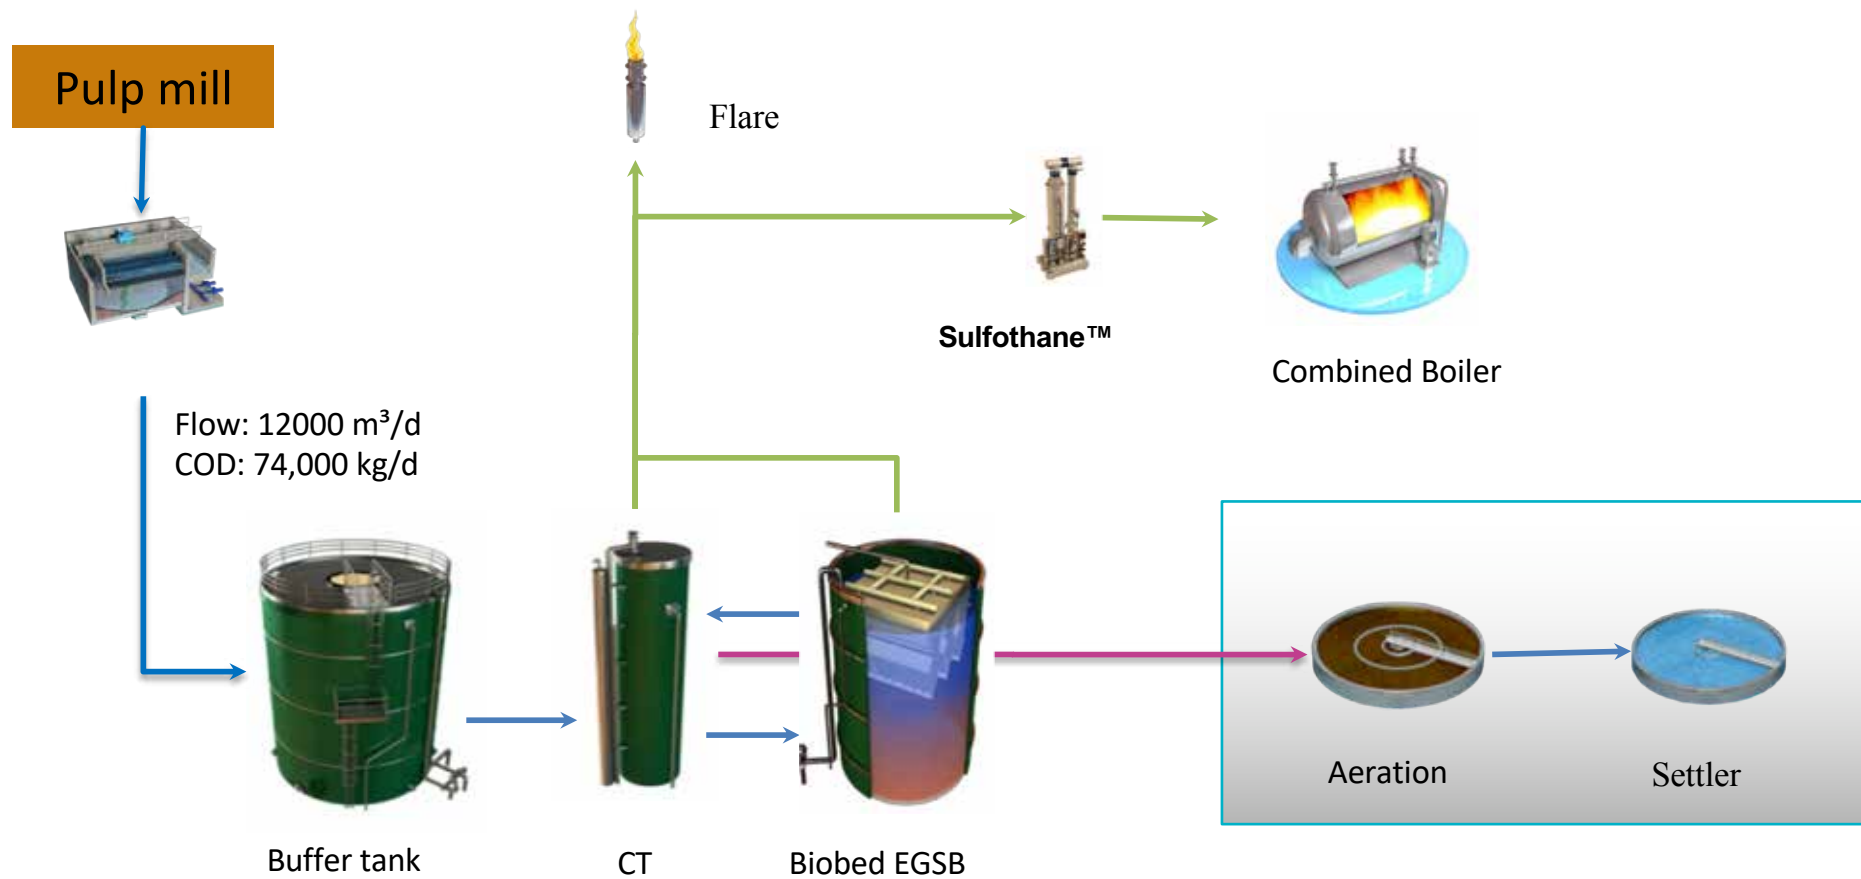 Pulp mill
Flare
Sulfothane™
Combined Boiler
Flow: 12000 m³/d
COD: 74,000 kg/d
Aeration
Settler
Buffer tank
CT
Biobed EGSB